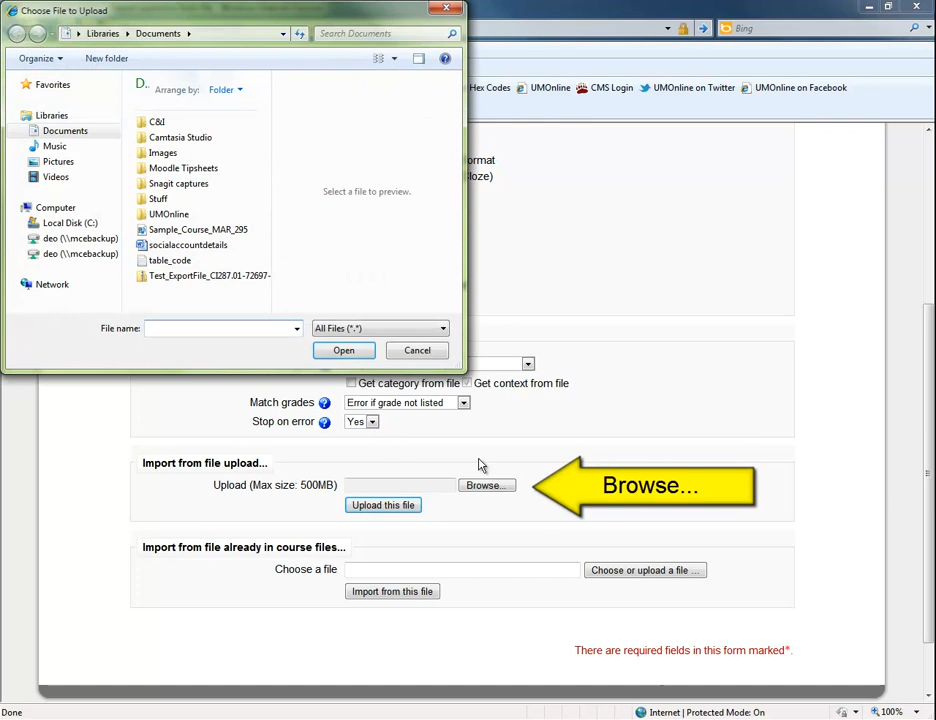 Choose File to Upload
Libraries
Documents
Search Documents
Bing
Organize
New folder
Hex Codes
UMOnline
CMS Login
UMOnline on Twitter
UMOnline on Facebook
Favorites
Libraries
Documents
Music
Pictures
Videos
Computer
Local Disk (C:)
deo (\\mcebackup)
deo (\\mcebackup)
Network
D..
Arrange by:
Folder
C&I
Camtasia Studio
Images
Moodle Tipsheets
Snagit captures
Stuff
UMOnline
Sample_Course_MAR_295
socialaccountdetails
table_code
Test_ExportFile_CI287.01-72697-
Select a file to preview.
File name:
All Files (*.*)
Open
Cancel
ormat
loze)
Get category from file
Get context from file
Match grades
Error if grade not listed
Stop on error
Yes
Import from file upload...
Upload (Max size: 500MB)
Browse...
Browse...
Upload this file
Import from file already in course files...
Choose a file
Choose or upload a file ...
Import from this file
There are required fields in this form marked*.
Done
Internet | Protected Mode: On
100%